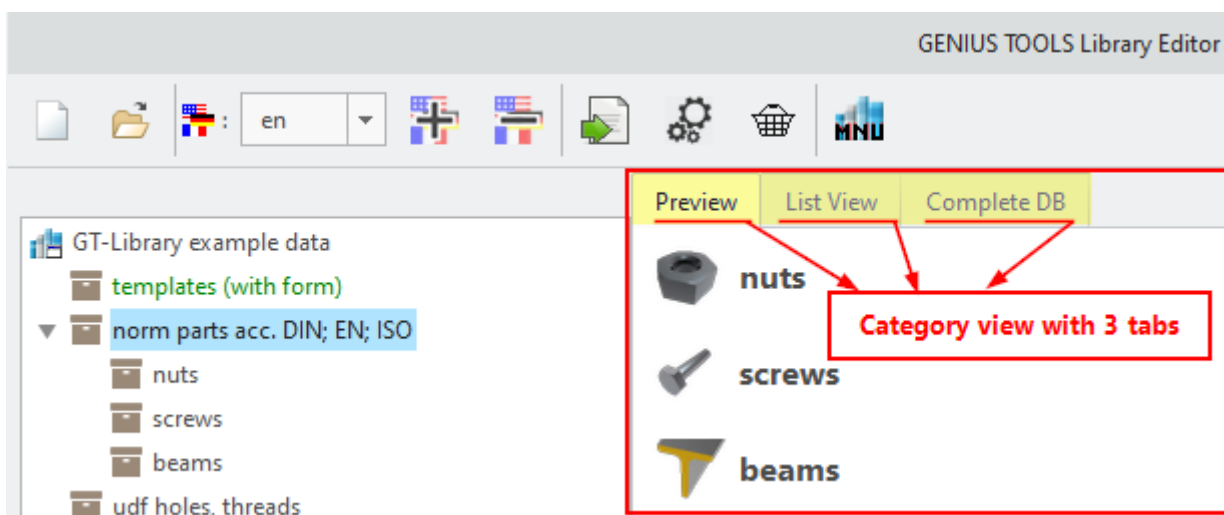 GENIUS TOOLS Library Editor
: en
MNU
Preview List View Complete DB
GT-Library example data
templates (with form)
norm parts acc. DIN; EN; ISO
nuts
screws
beams
udf holes, threads
nuts
screws
beams
Category view with 3 tabs